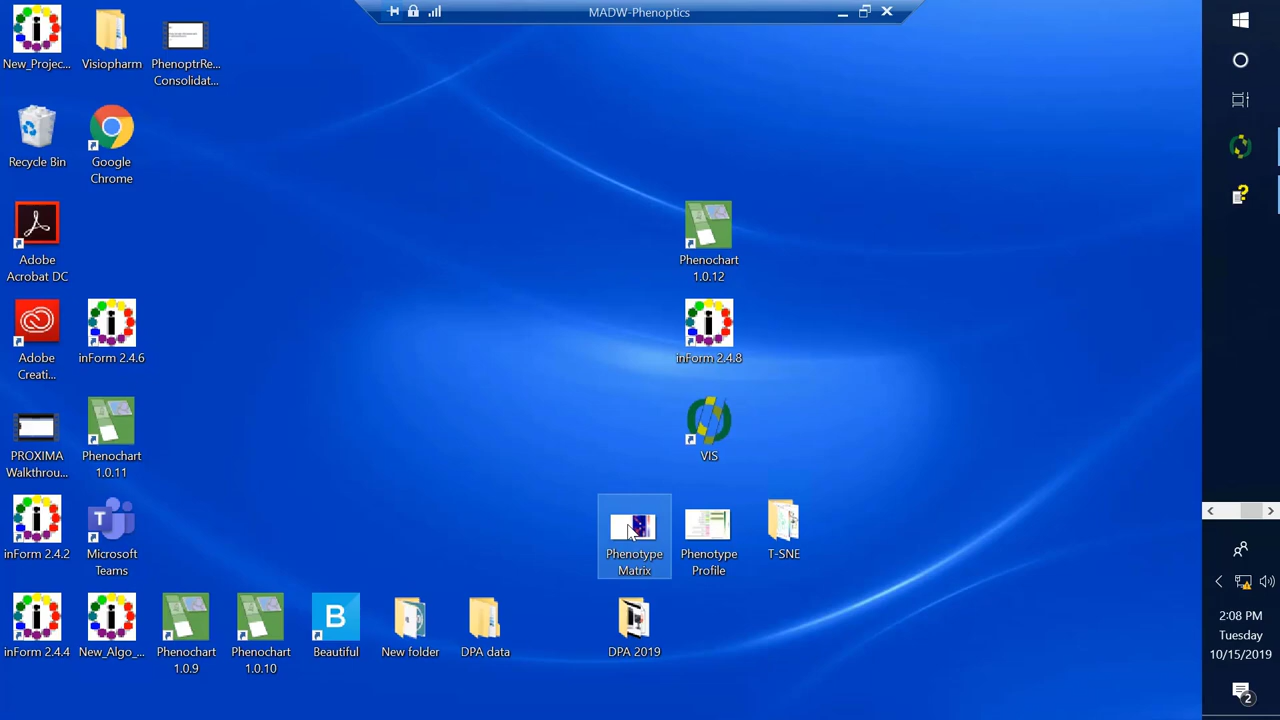 MADW-Phenoptics
New_Projec...
Visiopharm
PhenoptrRe...
Consolidat...
Recycle Bin
Google
Chrome
Adobe
Acrobat DC
Phenochart
1.0.12
Adobe
Creati...
inForm 2.4.6
inForm 2.4.8
PROXIMA
Walkthrou...
Phenochart
1.0.11
VIS
inForm 2.4.2
Microsoft
Teams
Phenotype
Matrix
Phenotype
Profile
T-SNE
inForm 2.4.4
New_Algo_...
Phenochart
1.0.9
Phenochart
1.0.10
B
Beautiful
New folder
DPA data
DPA 2019
2:08 PM
Tuesday
10/15/2019
2